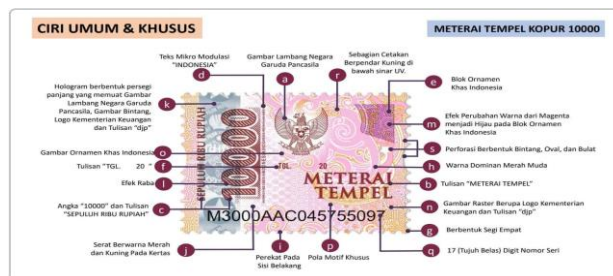 CIRI UMUM & KHUSUS
METERAI TEMPEL KOPUR 10000
Teks Mikro Modulasi
"INDONESIA"
d
Gambar Lambang Negara
Garuda Pancasila
a
Sebagian Cetakan
Berpendar Kuning di
bawah sinar UV.
r
e
Blok Ornamen
Khas Indonesia
Hologram berbentuk persegi
panjang yang memuat Gambar
Lambang Negara Garuda
Pancasila, Gambar Bintang,
Logo Kementerian Keuangan
dan Tulisan "djp"
k
m
Efek Perubahan Warna dari Magenta
menjadi Hijau pada Blok Ornamen
Khas Indonesia
s
Perforasi Berbentuk Bintang, Oval, dan Bulat
Gambar Ornamen Khas Indonesia
o
Tulisan "TGL. 20 "
f
h
Warna Dominan Merah Muda
Efek Raba
l
b
Tulisan "METERAI TEMPEL"
Angka "10000" dan Tulisan
"SEPULUH RIBU RUPIAH"
c
n
Gambar Raster Berupa Logo Kementerian
Keuangan dan Tulisan "djp"
g
Berbentuk Segi Empat
SEPULUH RIBU RUPIAH
10000
TGL. 20
METERAI
TEMPEL
M3000AAC045755097
Serat Berwarna Merah
dan Kuning Pada Kertas
j
i
Perekat Pada
Sisi Belakang
p
Pola Motif Khusus
q
17 (Tujuh Belas) Digit Nomor Seri